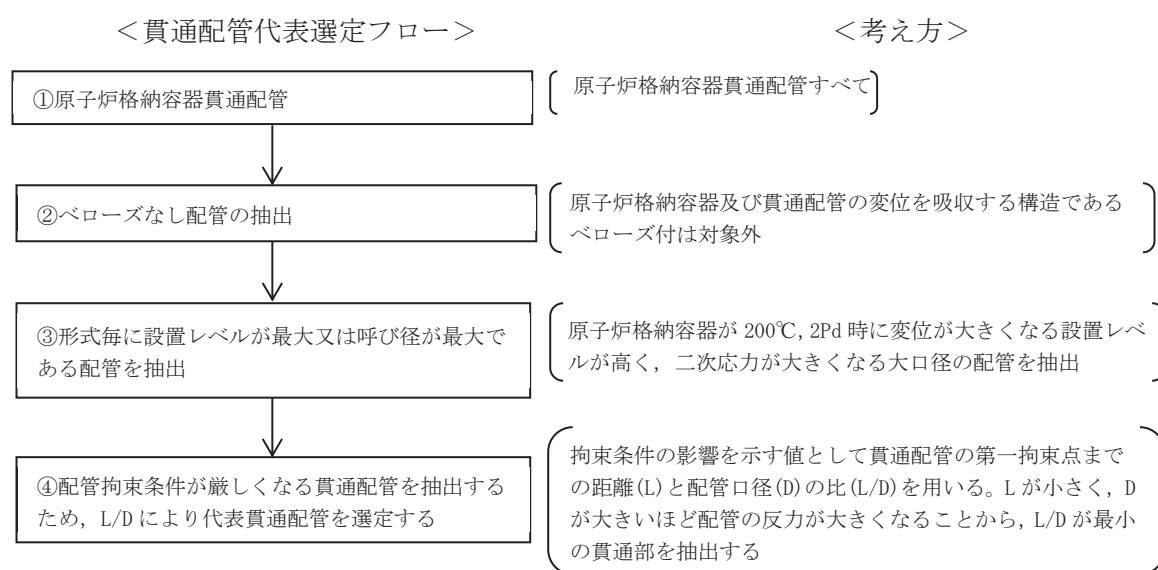 ＜貫通配管代表選定フロー＞
＜考え方＞
①原子炉格納容器貫通配管
原子炉格納容器貫通配管すべて
②ベローズなし配管の抽出
原子炉格納容器及び貫通配管の変位を吸収する構造である
ベローズ付は対象外
③形式毎に設置レベルが最大又は呼び径が最大で
ある配管を抽出
原子炉格納容器が 200℃, 2Pd 時に変位が大きくなる設置レベ
ルが高く，二次応力が大きくなる大口径の配管を抽出
④配管拘束条件が厳しくなる貫通配管を抽出する
ため，L/D により代表貫通配管を選定する
拘束条件の影響を示す値として貫通配管の第一拘束点まで
の距離(L)と配管口径(D)の比(L/D)を用いる。L が小さく，D
が大きいほど配管の反力が大きくなることから，L/D が最小
の貫通部を抽出する